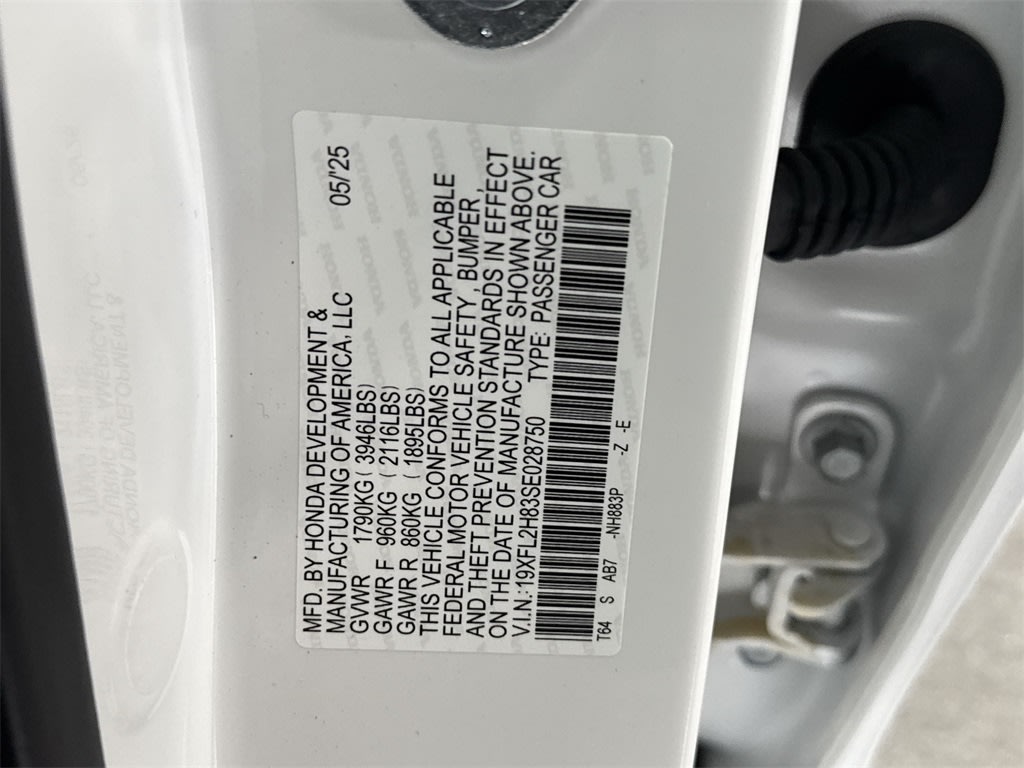 MFD. BY HONDA DEVELOPMENT &
MANUFACTURING OF AMERICA, LLC 05/'25
GVWR 1790KG ( 3946LBS)
GAWR F 960KG ( 2116LBS)
GAWR R 860KG ( 1895LBS)
THIS VEHICLE CONFORMS TO ALL APPLICABLE
FEDERAL MOTOR VEHICLE SAFETY, BUMPER,
AND THEFT PREVENTION STANDARDS IN EFFECT
ON THE DATE OF MANUFACTURE SHOWN ABOVE.
V.I.N.:19XFL2H83SE028750 TYPE: PASSENGER CAR
T64 S AB7 -NH883P -Z -E